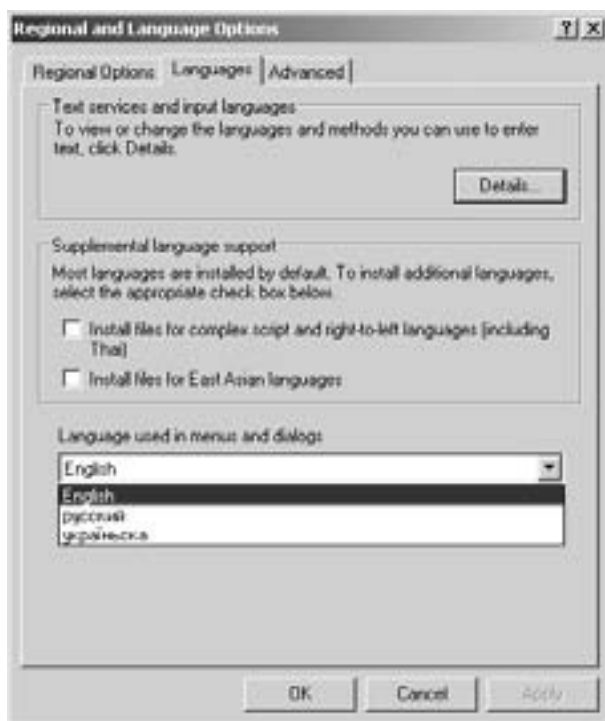 Regional and Language Options
Regional Options Languages Advanced
Text services and input languages
To view or change the languages and methods you can use to enter
text, click Details.
Details...
Supplemental language support
Most languages are installed by default. To install additional languages,
select the appropriate check box below.
Install files for complex script and right-to-left languages (including
Thai)
Install files for East Asian languages
Language used in menus and dialogs
English
English
русский
українська
OK Cancel Apply